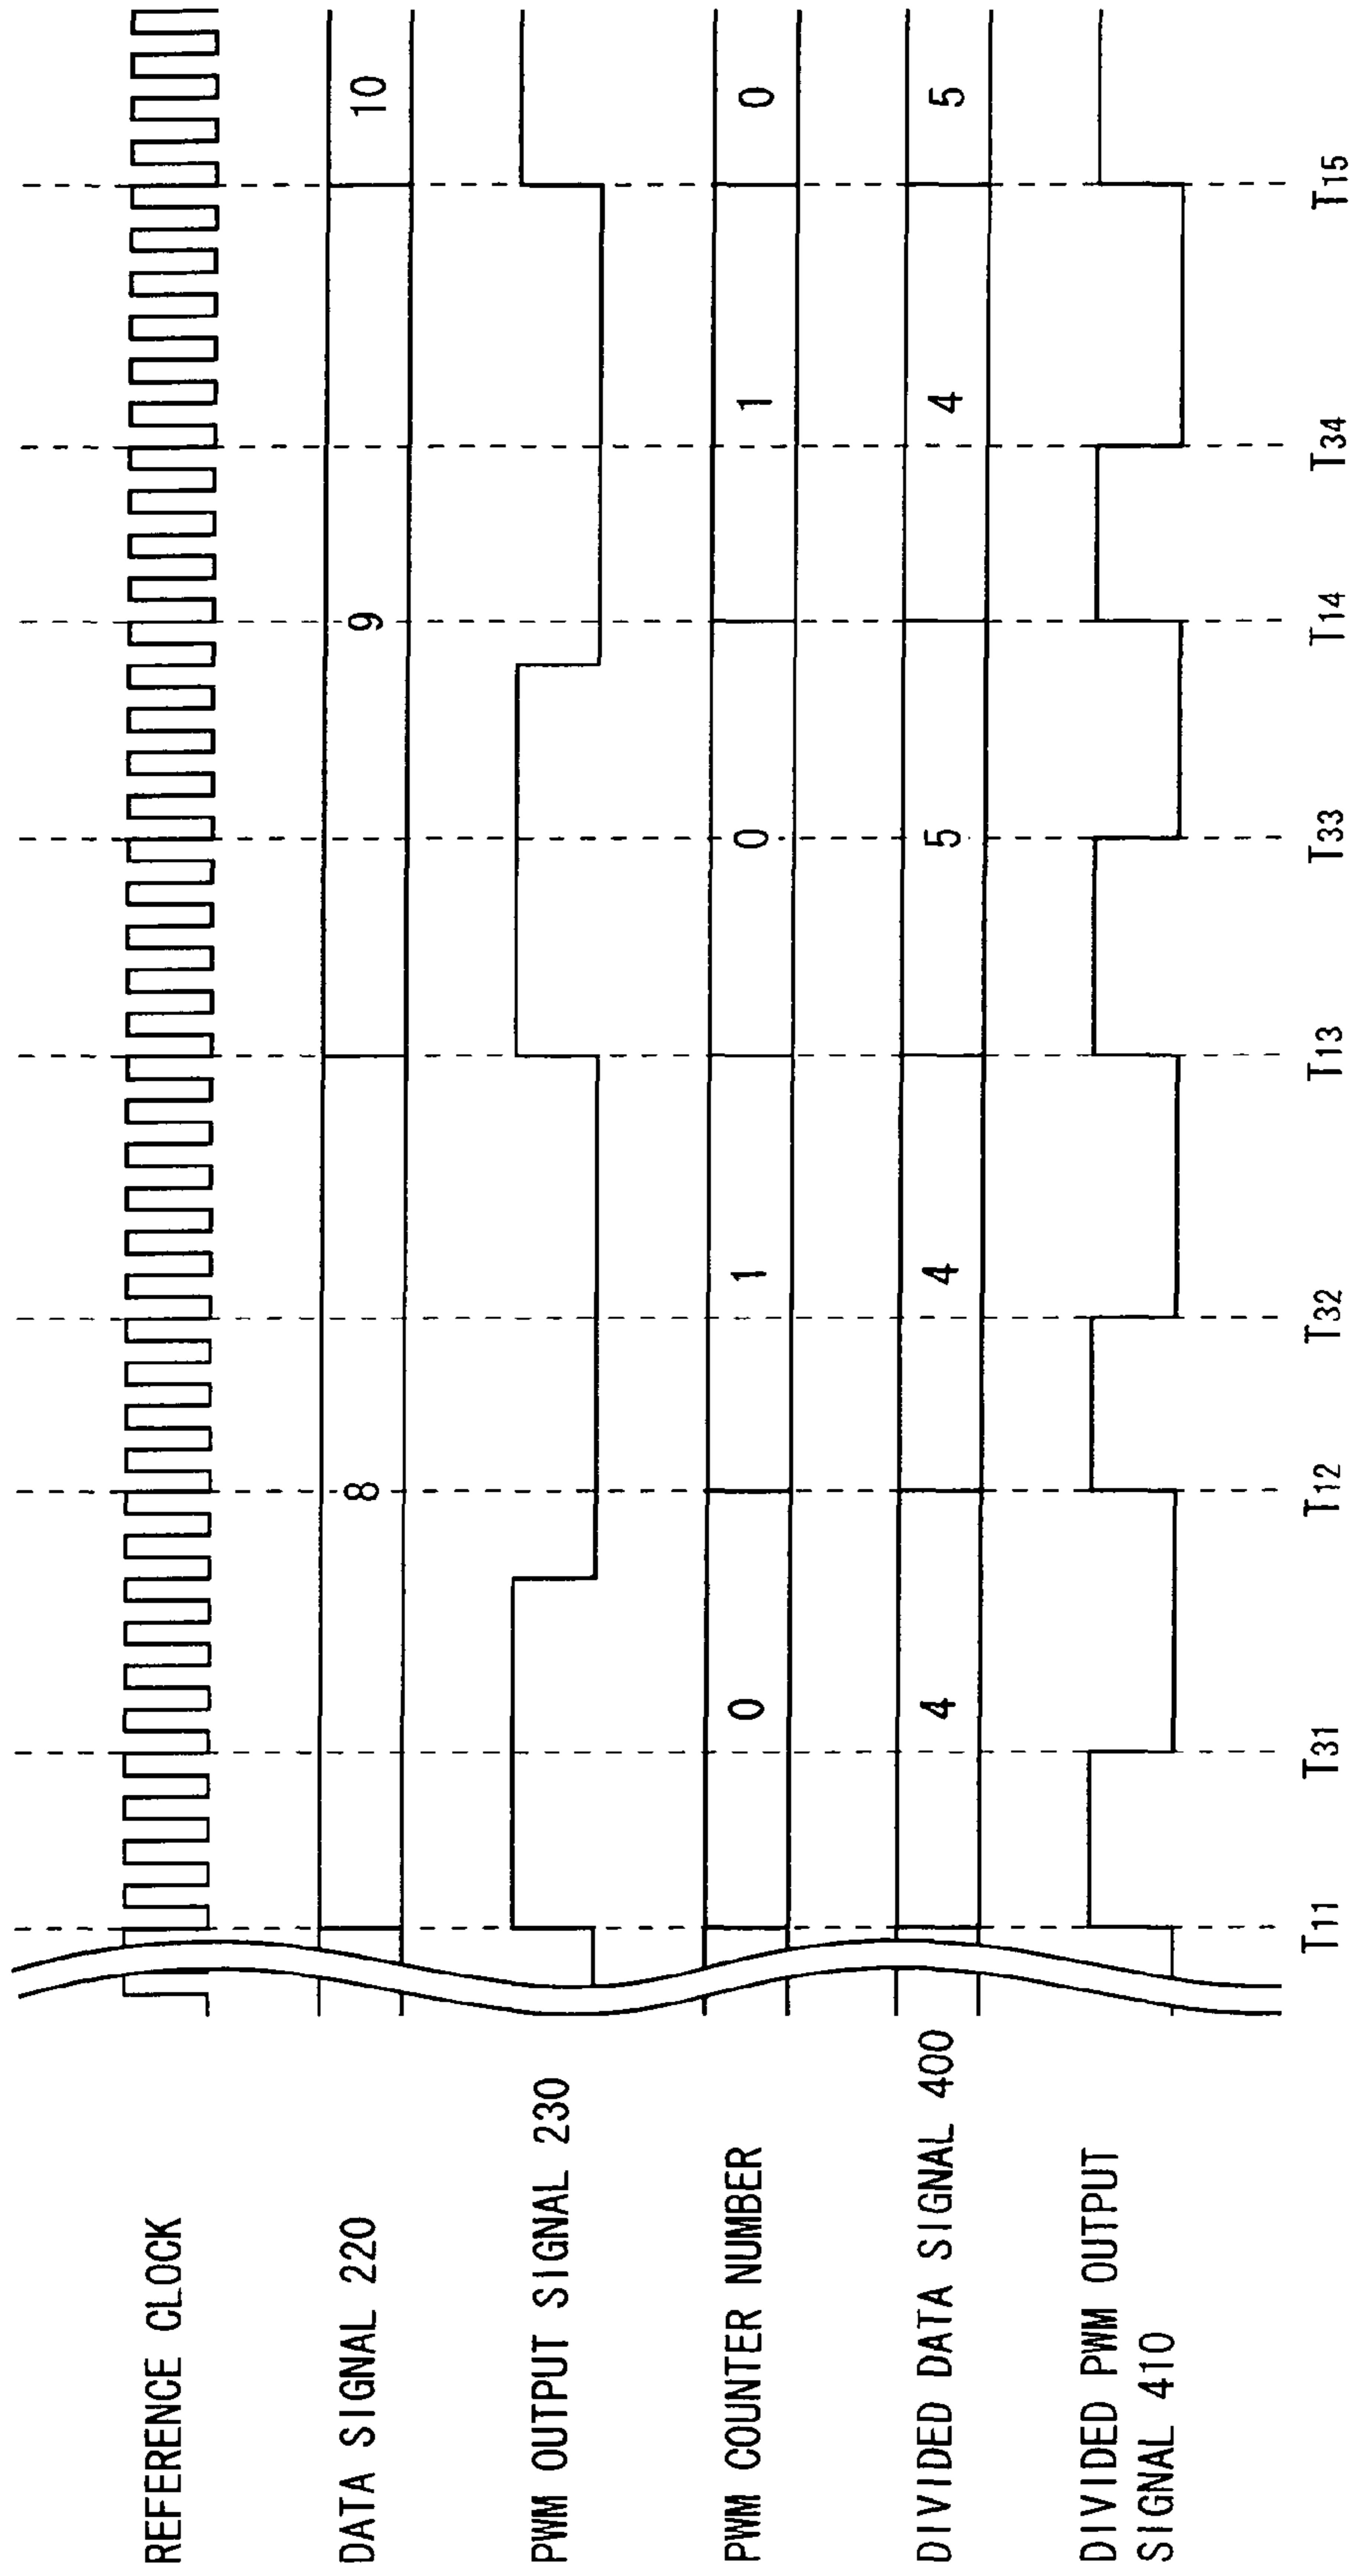 REFERENCE CLOCK
DATA SIGNAL 220
8
9
10
PWM OUTPUT SIGNAL 230
PWM COUNTER NUMBER
0
1
0
1
0
DIVIDED DATA SIGNAL 400
4
4
5
4
5
DIVIDED PWM OUTPUT
SIGNAL 410
T11
T31
T12
T32
T13
T33
T14
T34
T15